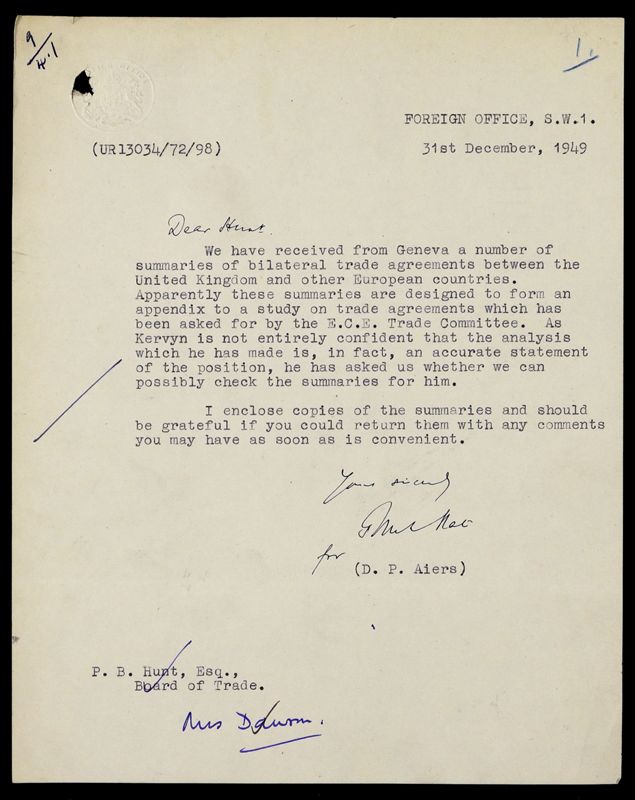 9/4.1
1.
FOREIGN OFFICE, S.W.1.
(UR13034/72/98)
31st December, 1949
Dear Hunt.
We have received from Geneva a number of
summaries of bilateral trade agreements between the
United Kingdom and other European countries.
Apparently these summaries are designed to form an
appendix to a study on trade agreements which has
been asked for by the E.C.E. Trade Committee. As
Kervyn is not entirely confident that the analysis
which he has made is, in fact, an accurate statement
of the position, he has asked us whether we can
possibly check the summaries for him.
I enclose copies of the summaries and should
be grateful if you could return them with any comments
you may have as soon as is convenient.
Yours sincerely
for
(D. P. Aiers)
P. B. Hunt, Esq.,
Board of Trade.